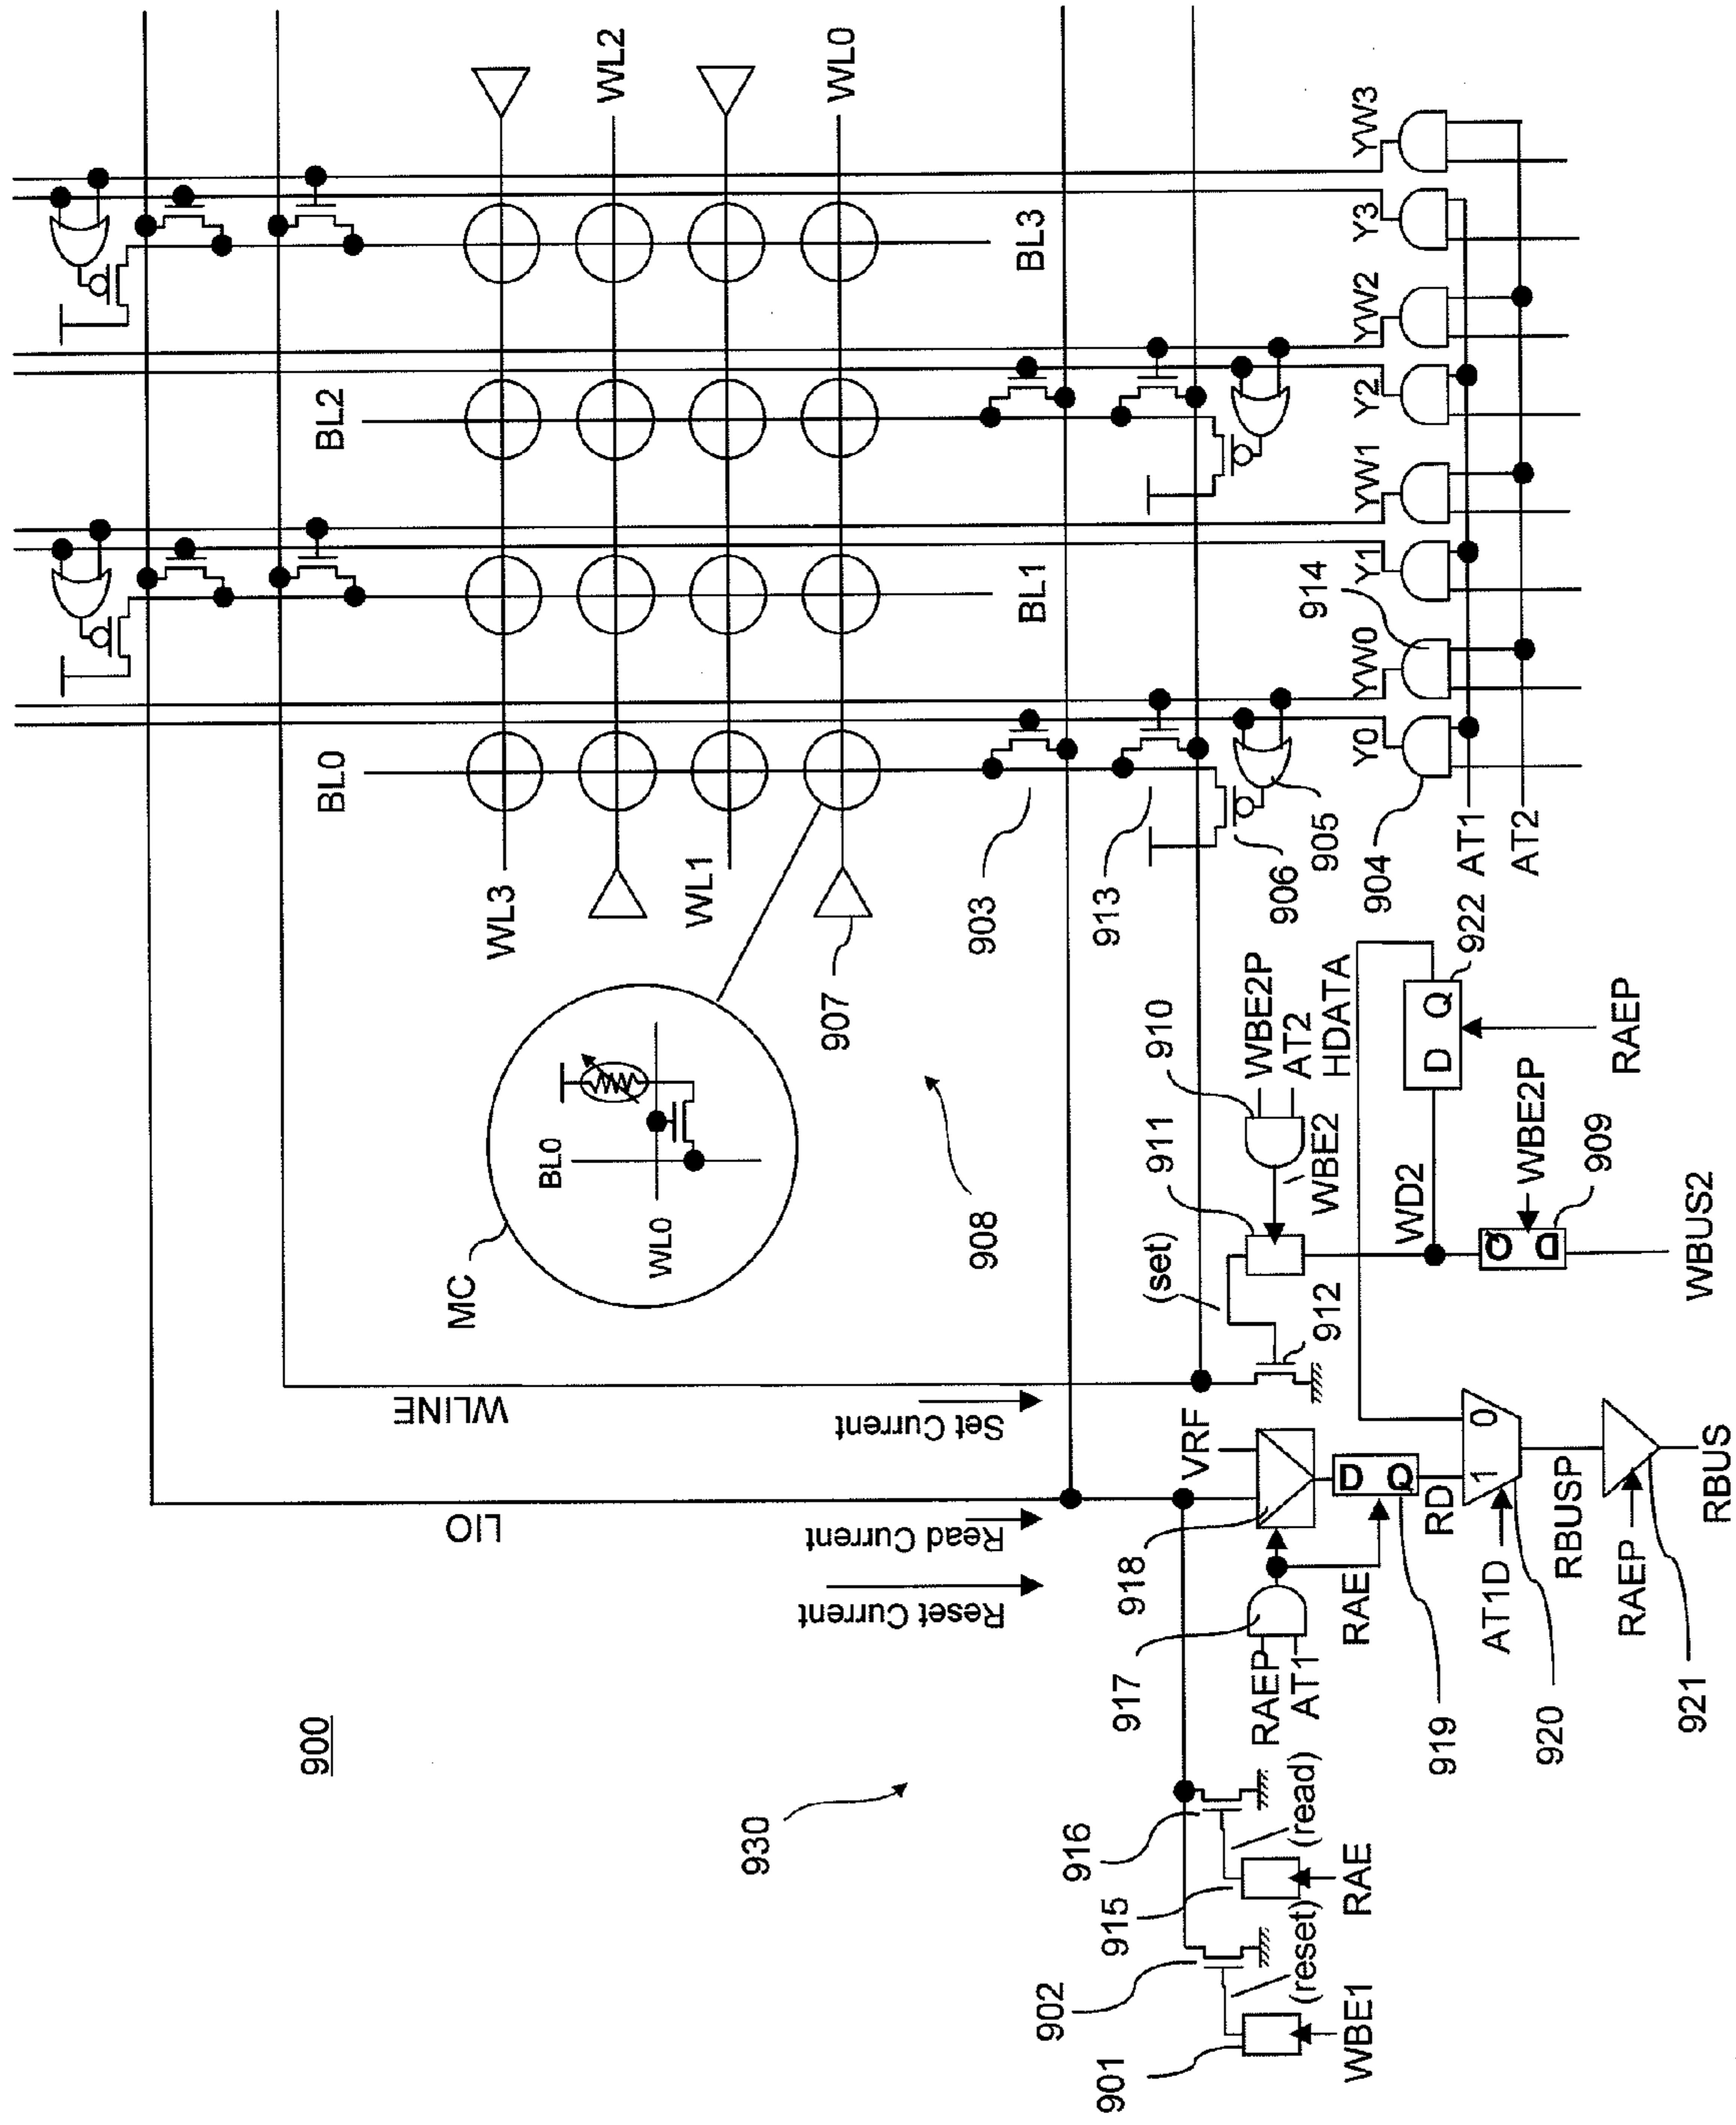 900
930
LIO
WLINE
Reset Current
Read Current
Set Current
MC
BL0
WL0
908
BL0
BL1
BL2
BL3
WL3
WL2
WL1
WL0
907
903
913
906
905
904
914
Y0
YW0
Y1
YW1
Y2
YW2
Y3
YW3
AT1
AT2
901
902
(reset)
WBE1
915
916
(read)
RAE
917
918
RAEP
AT1
VRF
RAE
D
Q
919
RD
AT1D
1
0
920
RBUSP
RAEP
921
RBUS
912
(set)
911
910
WBE2P
AT2
HDATA
WBE2
WD2
Q
D
WBE2P
909
WBUS2
D
Q
922
RAEP